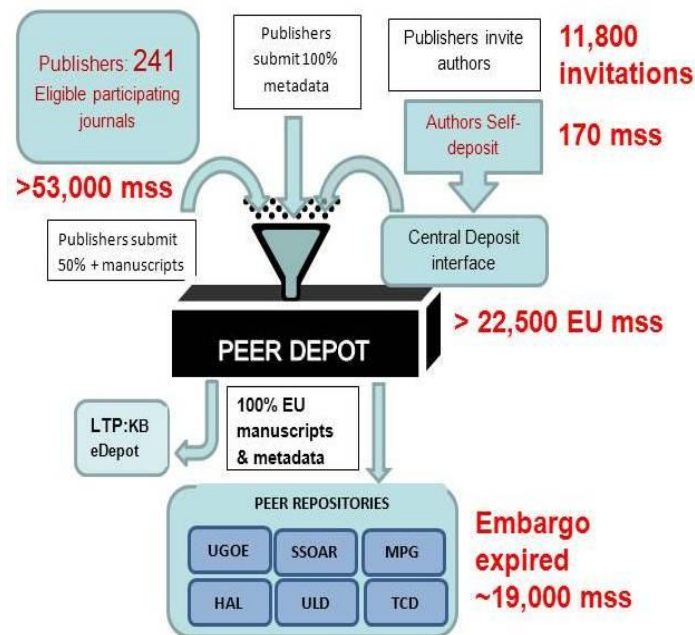 Publishers: 241
Eligible participating
journals
Publishers
submit 100%
metadata
Publishers invite
authors
11,800
invitations
Authors Self-
deposit
170 mss
>53,000 mss
Publishers submit
50% + manuscripts
Central Deposit
interface
PEER DEPOT
> 22,500 EU mss
LTP:KB
eDepot
100% EU
manuscripts
& metadata
PEER REPOSITORIES
UGOE
SSOAR
MPG
HAL
ULD
TCD
Embargo
expired
~19,000 mss